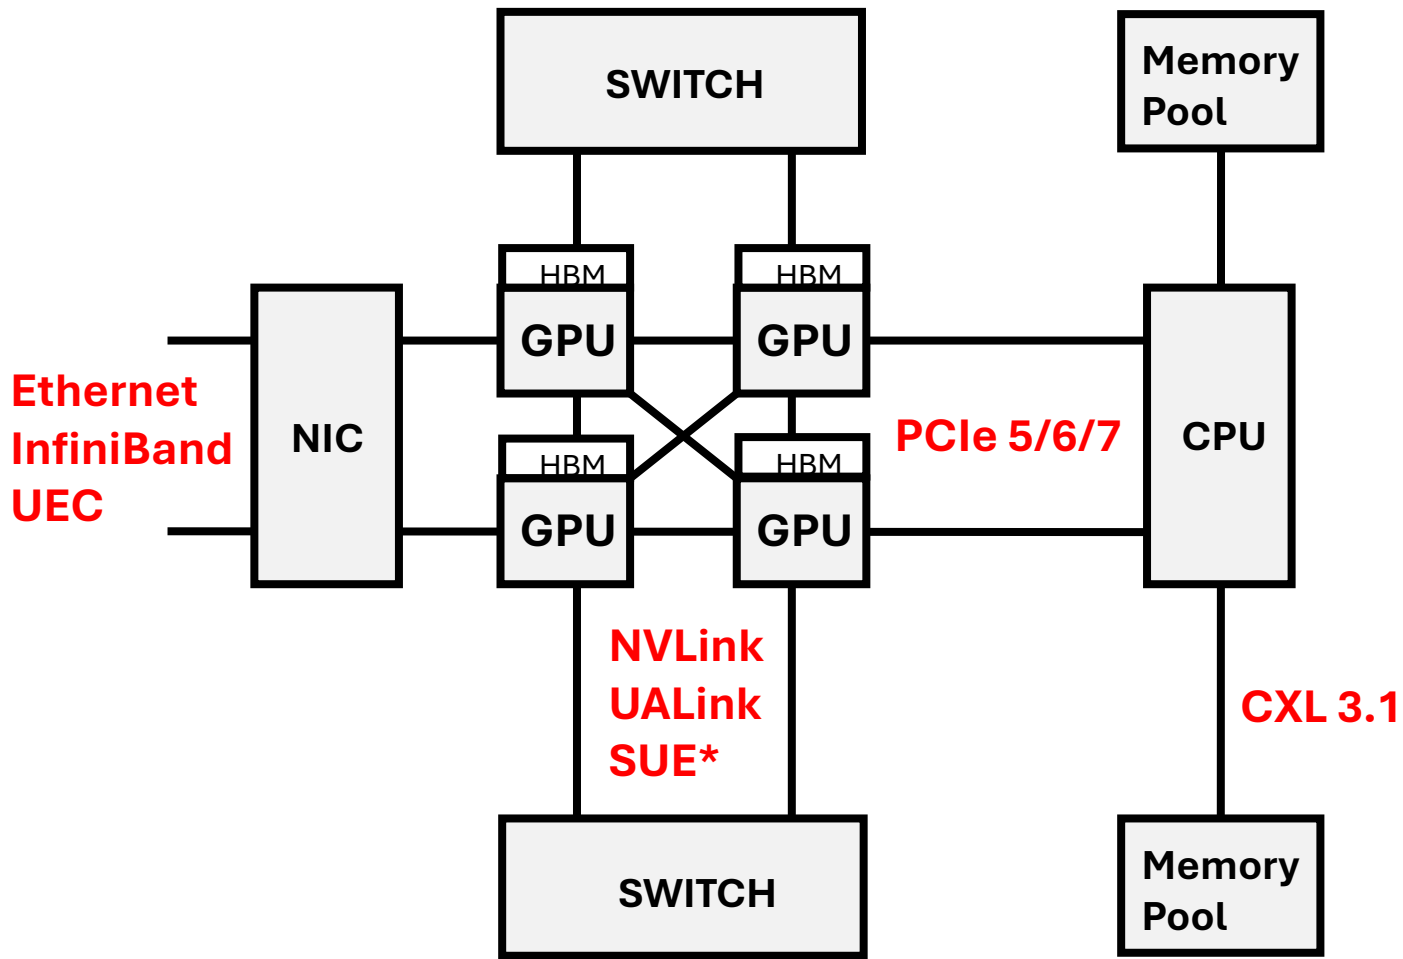 SWITCH
Memory
Pool
HBM
HBM
GPU
GPU
Ethernet
InfiniBand
UEC
NIC
PCIe 5/6/7
CPU
HBM
HBM
GPU
GPU
NVLink
UALink
SUE*
CXL 3.1
SWITCH
Memory
Pool